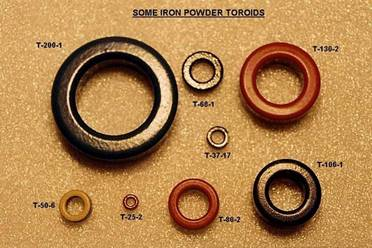 SOME IRON POWDER TOROIDS
T-200-1
T-130-2
T-68-1
T-37-17
T-106-1
T-50-6
T-25-2
T-80-2